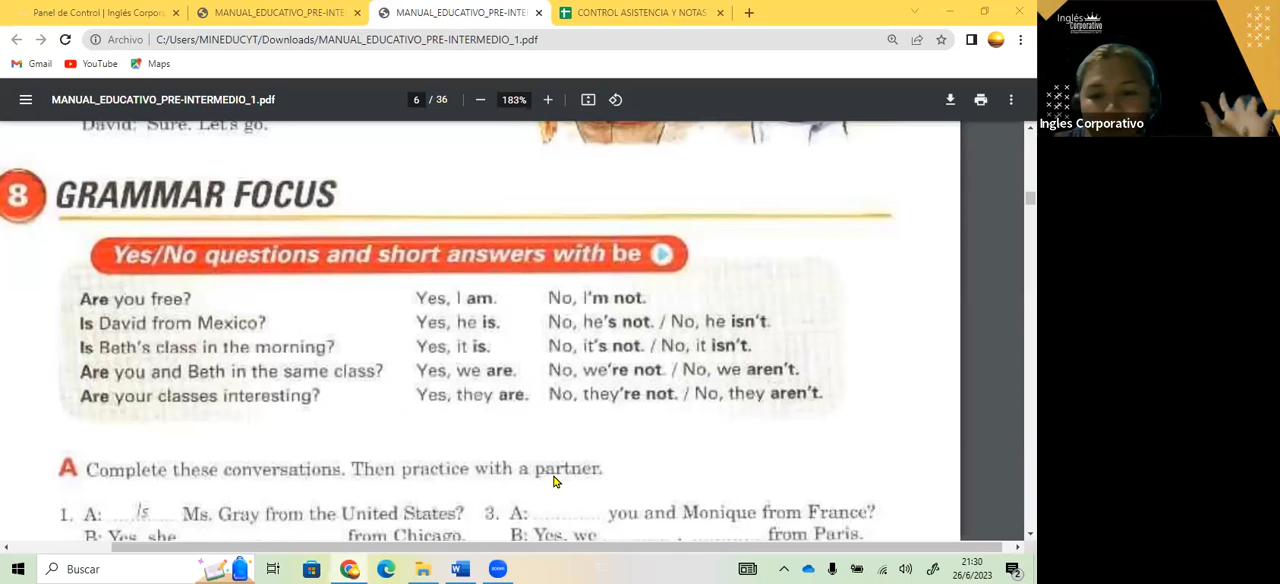 Panel de Control | Inglés Corpor
MANUAL_EDUCATIVO_PRE-INTE
MANUAL_EDUCATIVO_PRE-INTE
CONTROL ASISTENCIA Y NOTAS
Archivo
C:/Users/MINEDUCYT/Downloads/MANUAL_EDUCATIVO_PRE-INTERMEDIO_1.pdf
Gmail
YouTube
Maps
MANUAL_EDUCATIVO_PRE-INTERMEDIO_1.pdf
6 / 36
183%
David: Sure. Let's go.
8 GRAMMAR FOCUS
Yes/No questions and short answers with be
Are you free? Yes, I am. No, I'm not.
Is David from Mexico? Yes, he is. No, he's not. / No, he isn't.
Is Beth's class in the morning? Yes, it is. No, it's not. / No, it isn't.
Are you and Beth in the same class? Yes, we are. No, we're not. / No, we aren't.
Are your classes interesting? Yes, they are. No, they're not. / No, they aren't.
A Complete these conversations. Then practice with a partner.
1. A: Is Ms. Gray from the United States?
B: Yes, she from Chicago.
3. A: you and Monique from France?
B: Yes, we from Paris.
Inglés
Corporativo
Ingles Corporativo
Buscar
zoom
21:30
26/6/2023
2